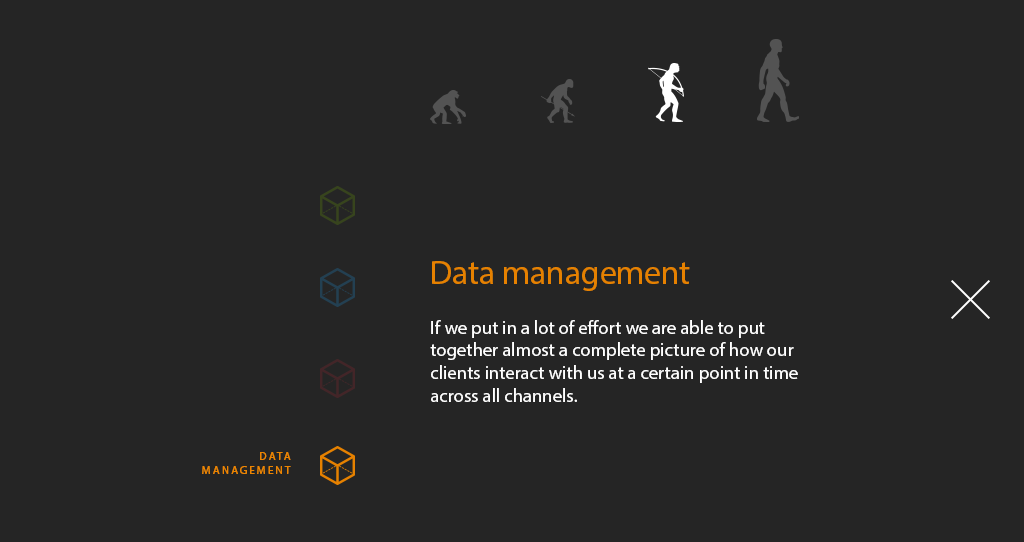 Data management
If we put in a lot of effort we are able to put
together almost a complete picture of how our
clients interact with us at a certain point in time
across all channels.
DATA
MANAGEMENT